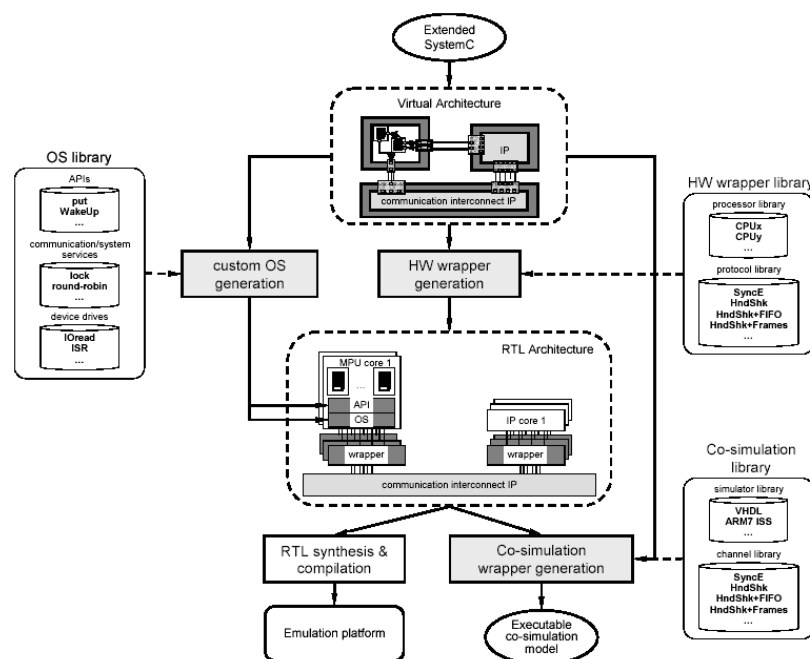 Extended
SystemC
Virtual Architecture
IP
communication interconnect IP
OS library
APIs
put
WakeUp
...
communication/system
services
lock
round-robin
...
device drives
IOread
ISR
...
custom OS
generation
HW wrapper
generation
HW wrapper library
processor library
CPUx
CPUy
...
protocol library
SyncE
HndShk
HndShk+FIFO
HndShk+Frames
...
RTL Architecture
MPU core 1
...
...
API
OS
wrapper
IP core 1
...
wrapper
communication interconnect IP
Co-simulation
library
simulator library
VHDL
ARM7 ISS
...
channel library
SyncE
HndShk
HndShk+FIFO
HndShk+Frames
...
RTL synthesis &
compilation
Co-simulation
wrapper generation
Emulation platform
Executable
co-simulation
model